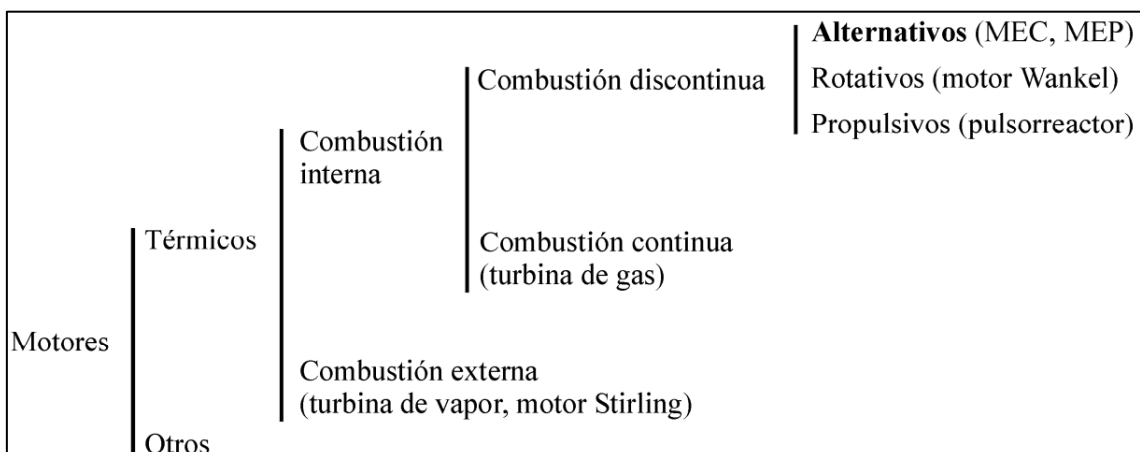 Alternativos (MEC, MEP)
Combustión discontinua
Rotativos (motor Wankel)
Propulsivos (pulsorreactor)
Combustión
interna
Térmicos
Combustión continua
(turbina de gas)
Motores
Combustión externa
(turbina de vapor, motor Stirling)
Otros